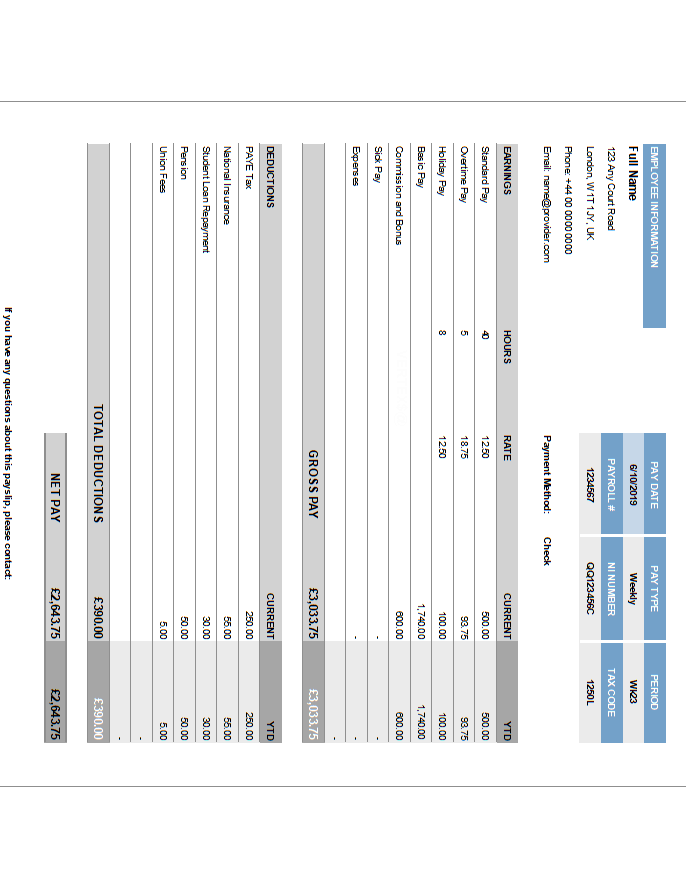 EMPLOYEE INFORMATION
Full Name
123 Any Court Road
London, W1T 1JY, UK
Phone: +44 00 0000 0000
Email: name@provider.com
PAY DATE PAY TYPE PERIOD
6/10/2019 Weekly Wk23
PAYROLL # NI NUMBER TAX CODE
1234567 QQ123456C 1250L
Payment Method: Check
EARNINGS HOURS RATE CURRENT YTD
Standard Pay 40 12.50 500.00 500.00
Overtime Pay 5 18.75 93.75 93.75
Holiday Pay 8 12.50 100.00 100.00
Basic Pay 1,740.00 1,740.00
Commission and Bonus 600.00 600.00
Sick Pay - -
Expenses - -
-
GROSS PAY £3,033.75 £3,033.75
DEDUCTIONS CURRENT YTD
PAYE Tax 250.00 250.00
National Insurance 55.00 55.00
Student Loan Repayment 30.00 30.00
Pension 50.00 50.00
Union Fees 5.00 5.00
-
-
TOTAL DEDUCTIONS £390.00 £390.00
NET PAY £2,643.75 £2,643.75
If you have any questions about this payslip, please contact: